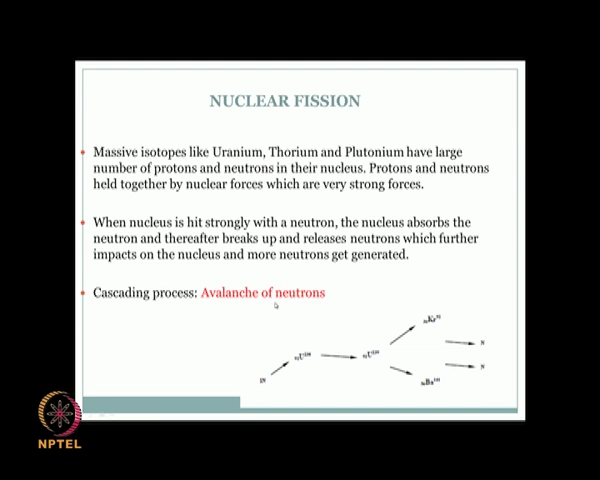 NUCLEAR FISSION
Massive isotopes like Uranium, Thorium and Plutonium have large
number of protons and neutrons in their nucleus. Protons and neutrons
held together by nuclear forces which are very strong forces.
When nucleus is hit strongly with a neutron, the nucleus absorbs the
neutron and thereafter breaks up and releases neutrons which further
impacts on the nucleus and more neutrons get generated.
Cascading process: Avalanche of neutrons
N
N
NPTEL